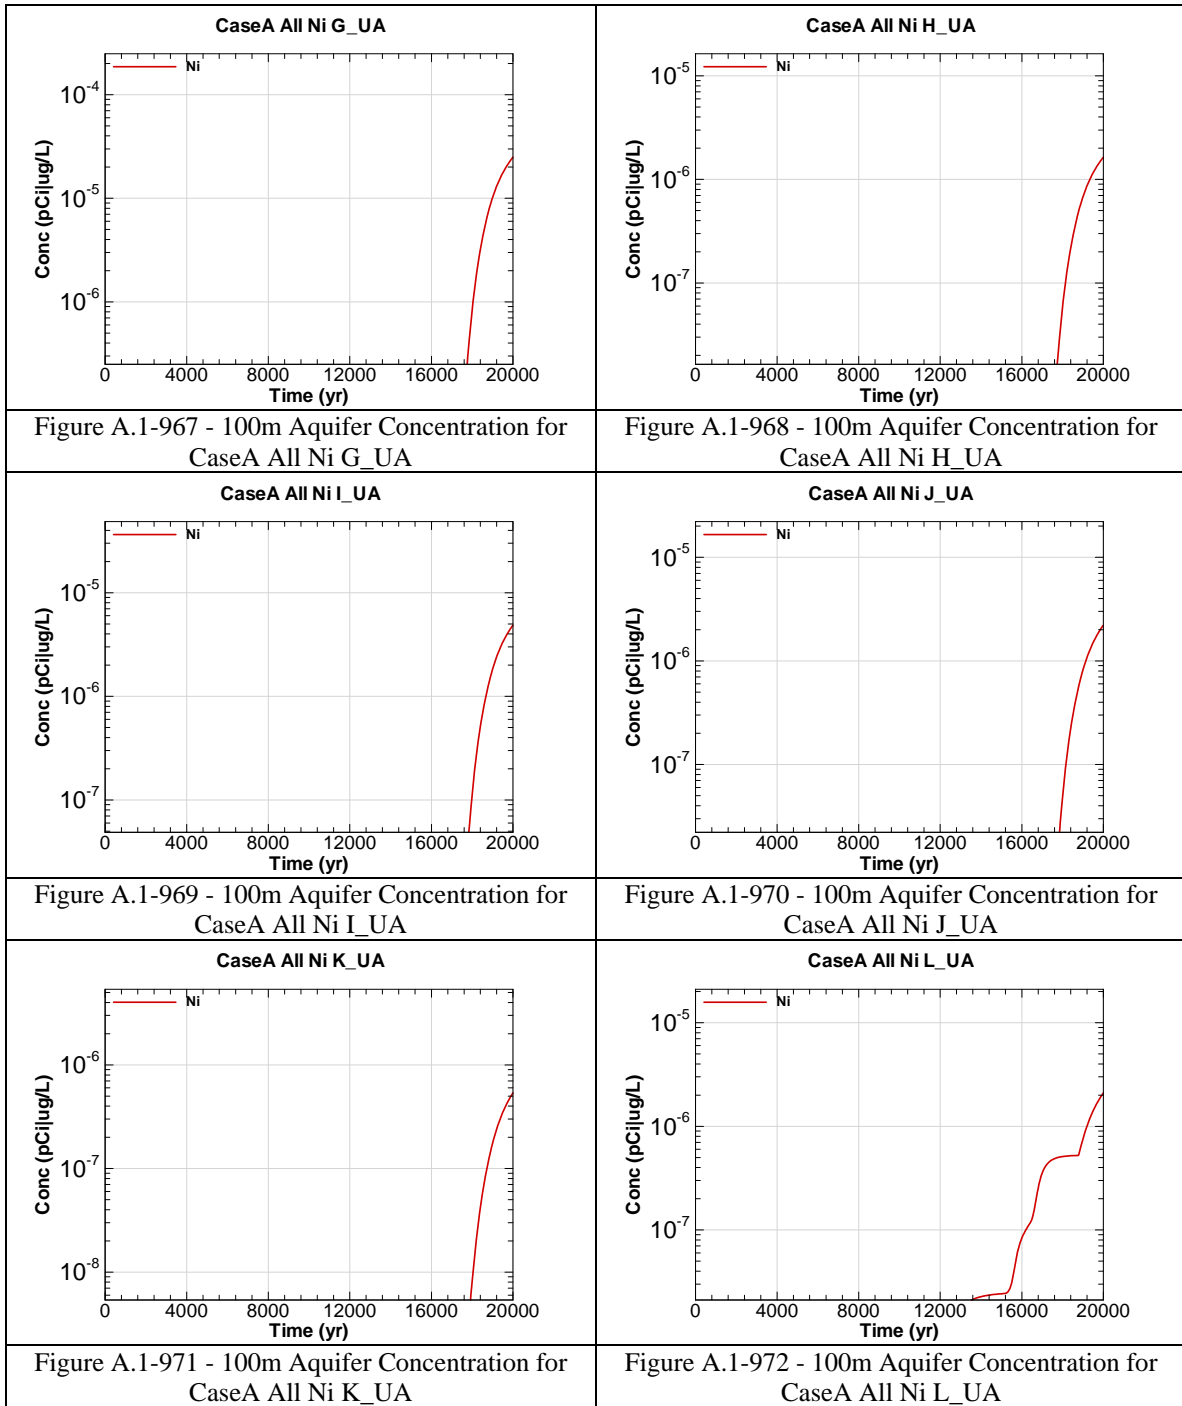 CaseA All Ni G_UA
Ni
10^-4
10^-5
10^-6
Conc (pCi|ug/L)
0 4000 8000 12000 16000 20000
Time (yr)
Figure A.1-967 - 100m Aquifer Concentration for
CaseA All Ni G_UA
CaseA All Ni H_UA
Ni
10^-5
10^-6
10^-7
Conc (pCi|ug/L)
0 4000 8000 12000 16000 20000
Time (yr)
Figure A.1-968 - 100m Aquifer Concentration for
CaseA All Ni H_UA
CaseA All Ni I_UA
Ni
10^-5
10^-6
10^-7
Conc (pCi|ug/L)
0 4000 8000 12000 16000 20000
Time (yr)
Figure A.1-969 - 100m Aquifer Concentration for
CaseA All Ni I_UA
CaseA All Ni J_UA
Ni
10^-5
10^-6
10^-7
Conc (pCi|ug/L)
0 4000 8000 12000 16000 20000
Time (yr)
Figure A.1-970 - 100m Aquifer Concentration for
CaseA All Ni J_UA
CaseA All Ni K_UA
Ni
10^-6
10^-7
10^-8
Conc (pCi|ug/L)
0 4000 8000 12000 16000 20000
Time (yr)
Figure A.1-971 - 100m Aquifer Concentration for
CaseA All Ni K_UA
CaseA All Ni L_UA
Ni
10^-5
10^-6
10^-7
Conc (pCi|ug/L)
0 4000 8000 12000 16000 20000
Time (yr)
Figure A.1-972 - 100m Aquifer Concentration for
CaseA All Ni L_UA